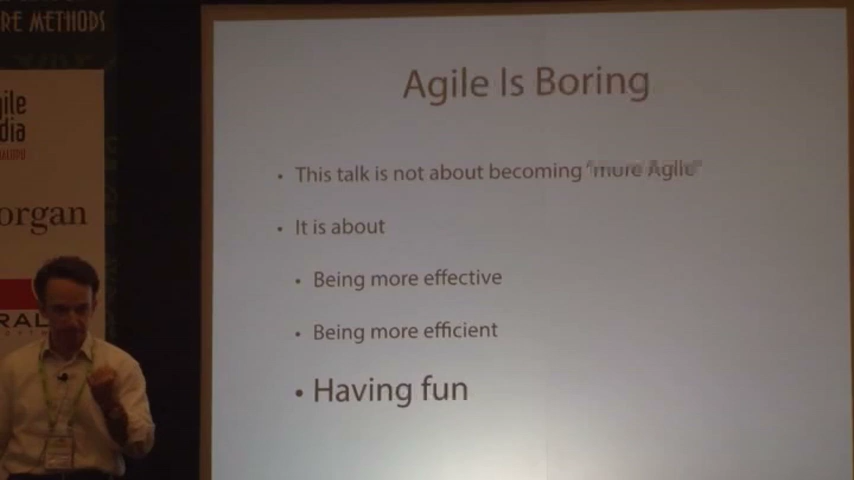 RE METHODS
gile
dia
organ
RAL
Agile Is Boring
• This talk is not about becoming "more Agile"
• It is about
• Being more effective
• Being more efficient
• Having fun